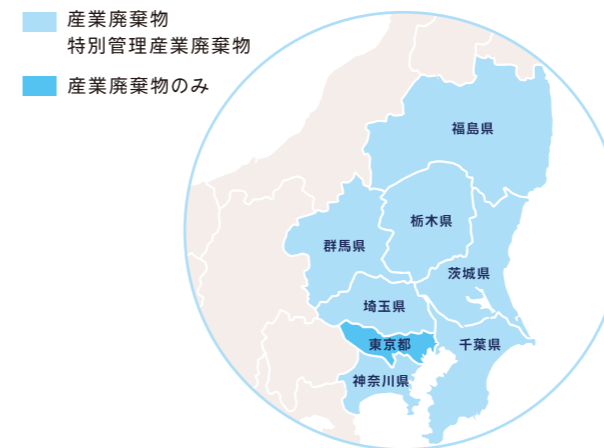 産業廃棄物
特別管理産業廃棄物
産業廃棄物のみ
福島県
栃木県
群馬県
茨城県
埼玉県
東京都
千葉県
神奈川県